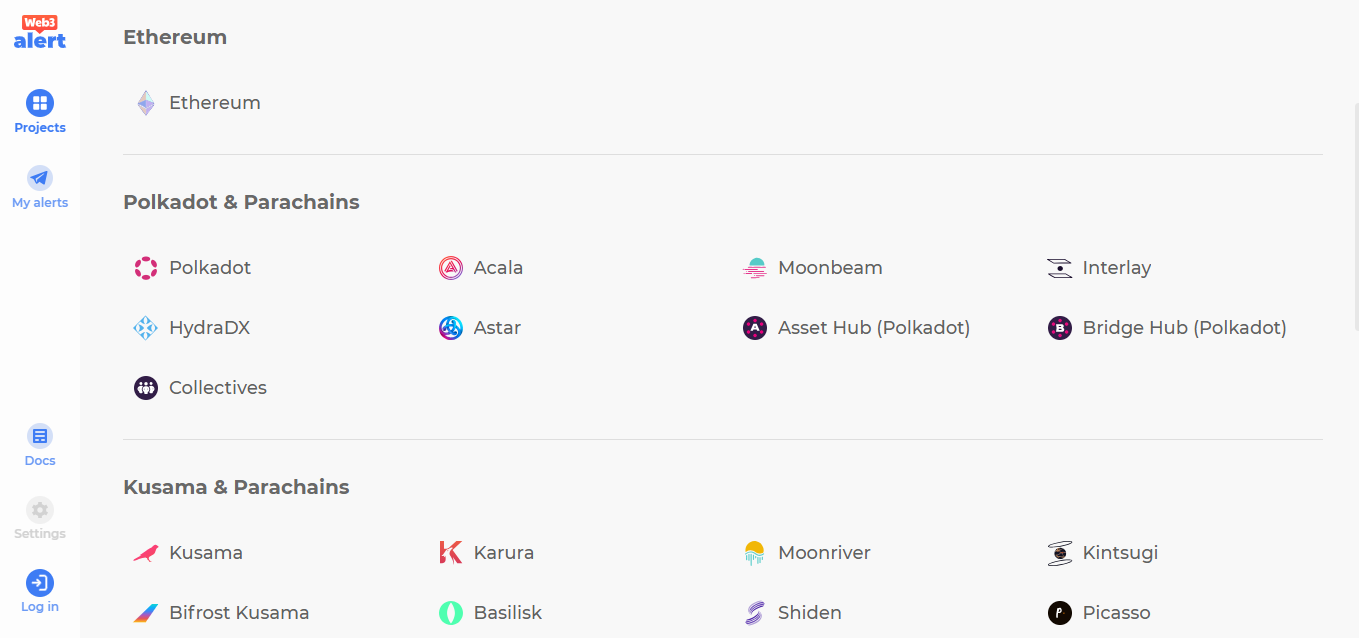 Web3
alert
Projects
My alerts
Docs
Settings
Log in
Ethereum
Ethereum
Polkadot & Parachains
Polkadot Acala Moonbeam Interlay
HydraDX Astar A Asset Hub (Polkadot) B Bridge Hub (Polkadot)
Collectives
Kusama & Parachains
Kusama Karura Moonriver Kintsugi
Bifrost Kusama Basilisk Shiden Picasso